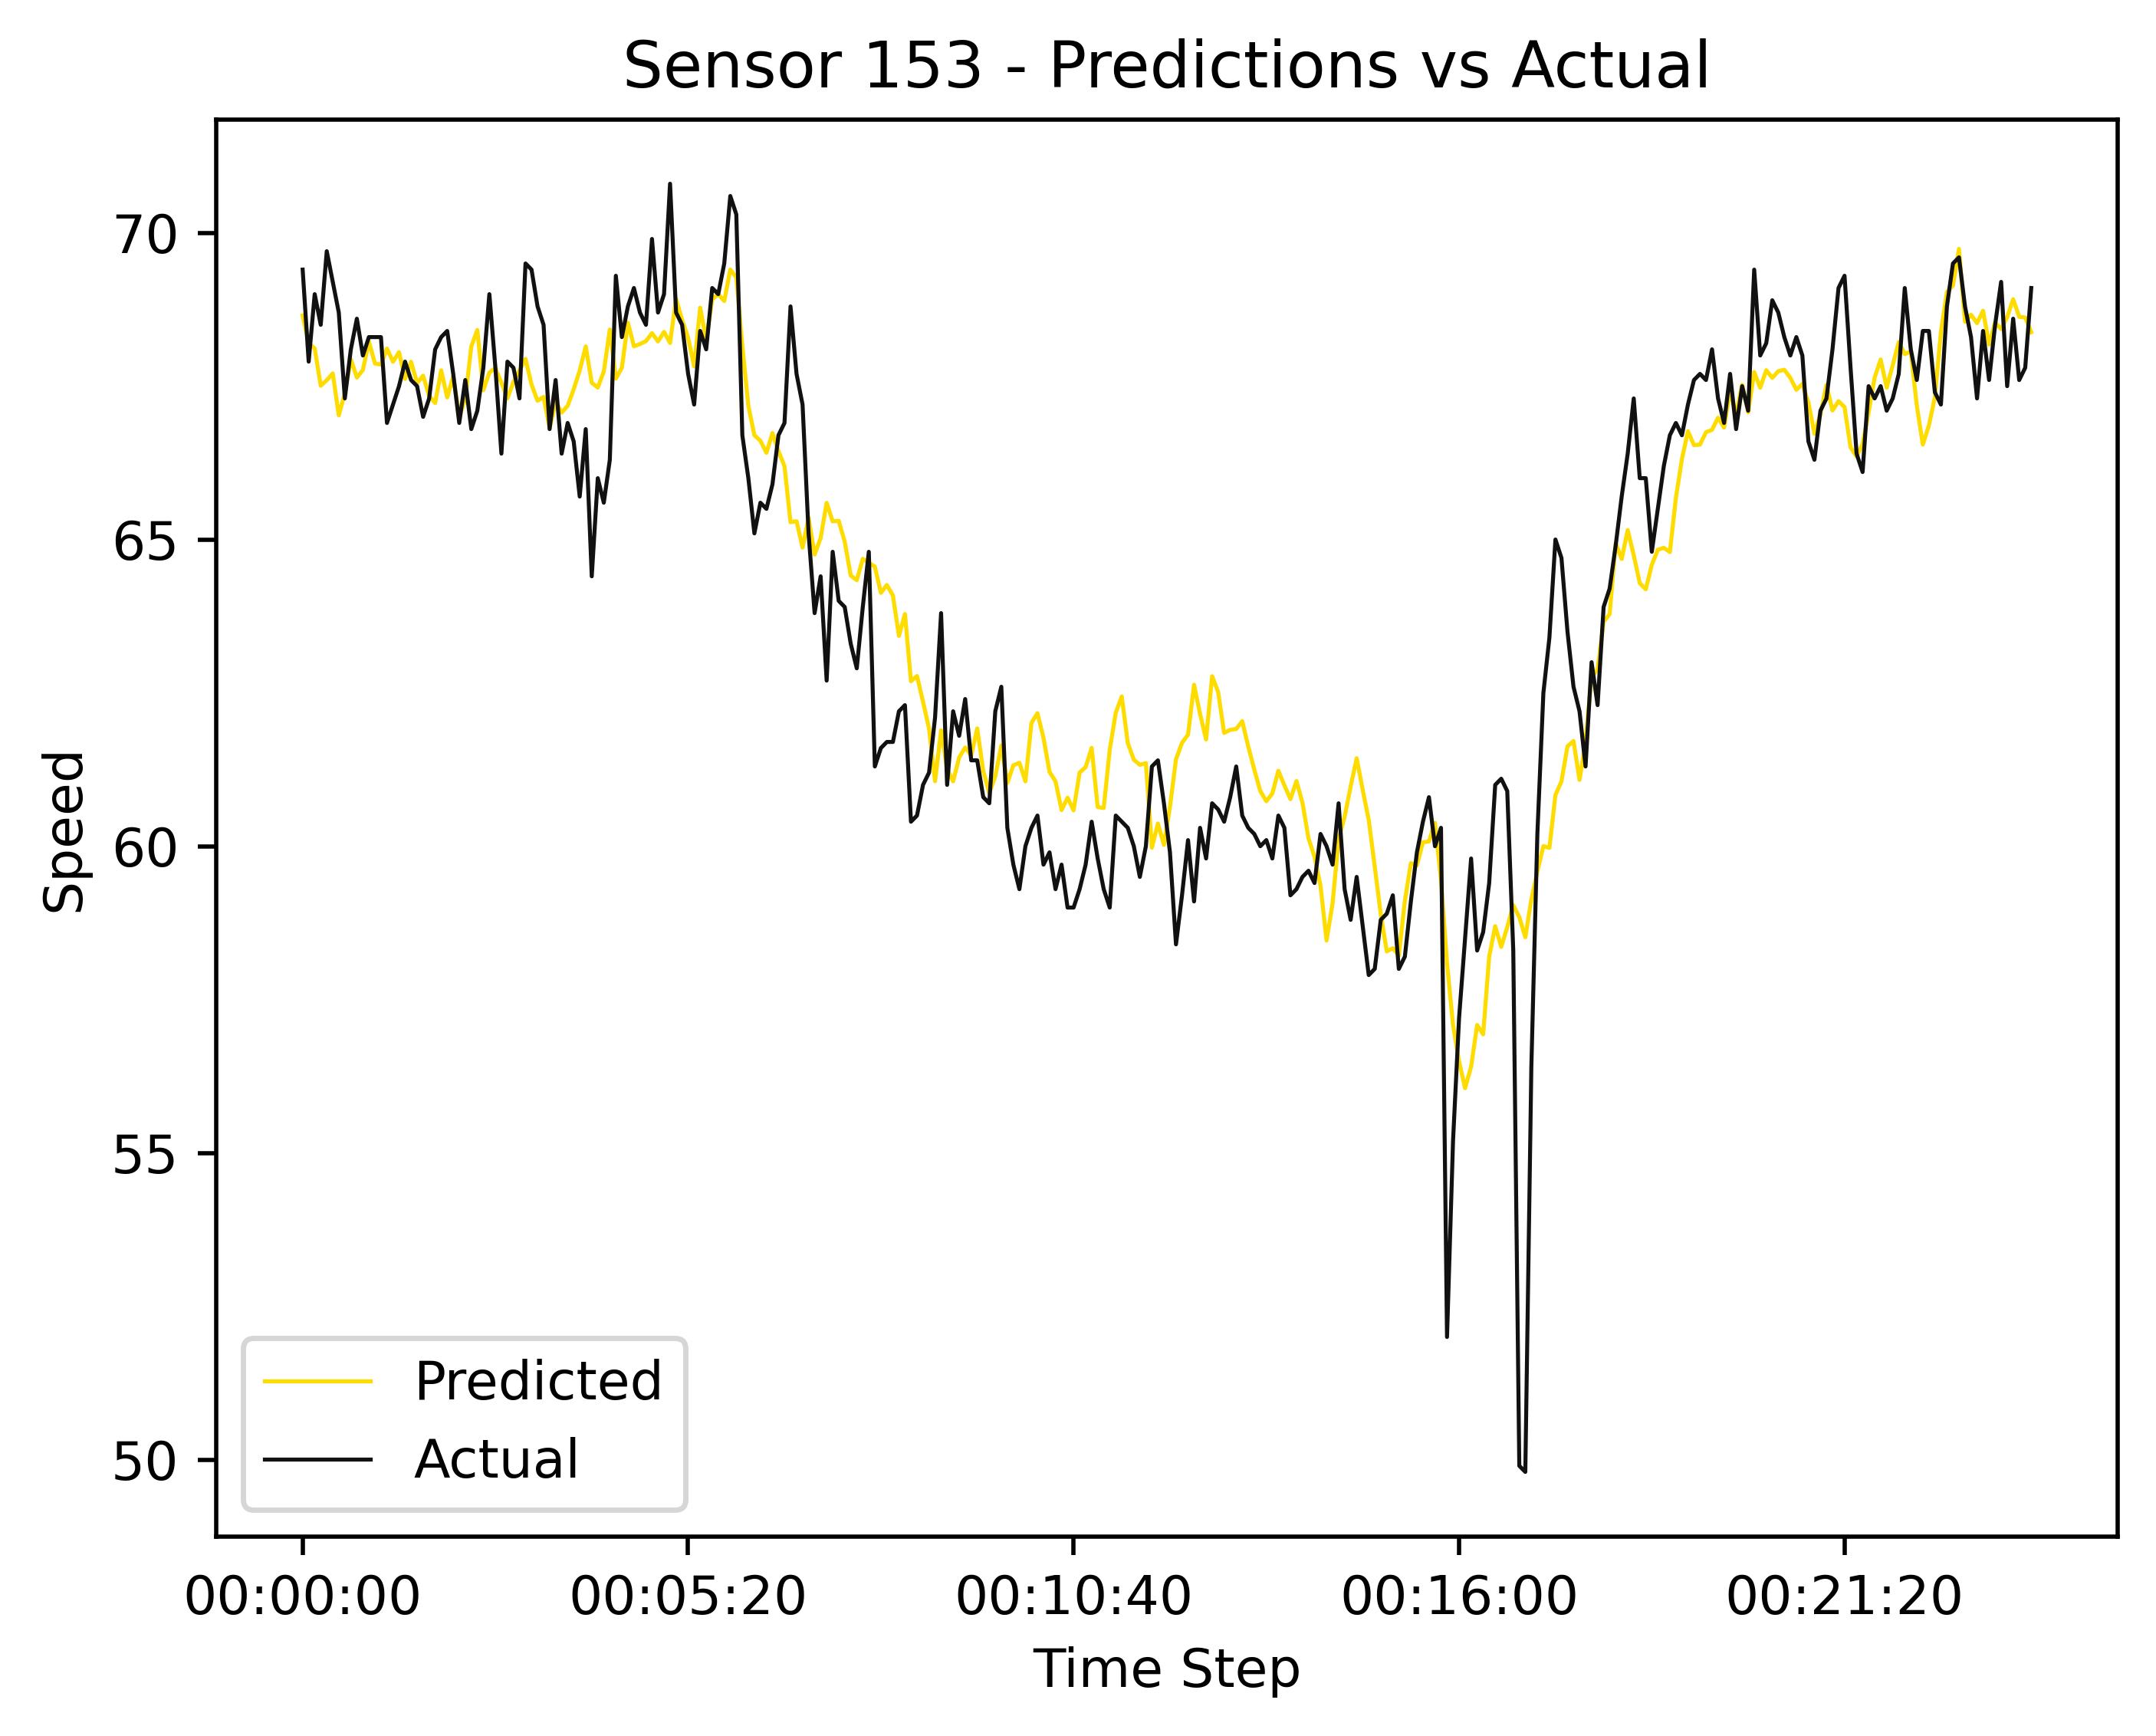 Sensor 153 - Predictions vs Actual
70
65
60
55
50
Speed
Predicted
Actual
00:00:00 00:05:20 00:10:40 00:16:00 00:21:20
Time Step